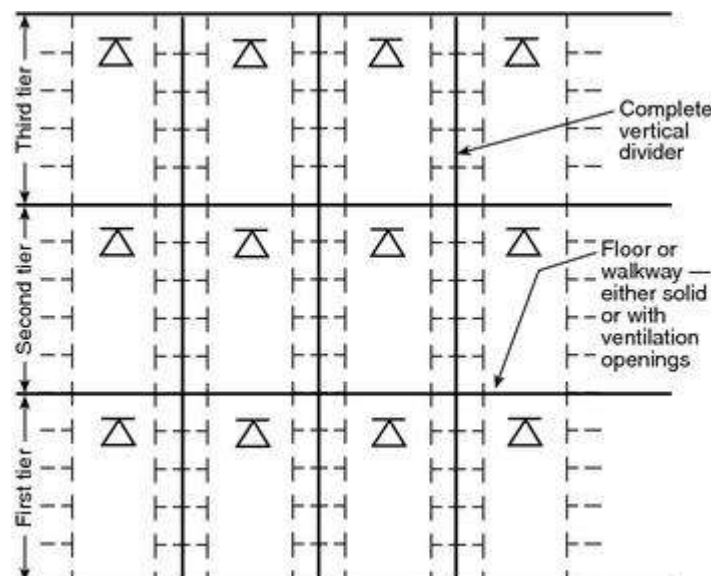 Third tier
Second tier
First tier
Complete
vertical
divider
Floor or
walkway —
either solid
or with
ventilation
openings